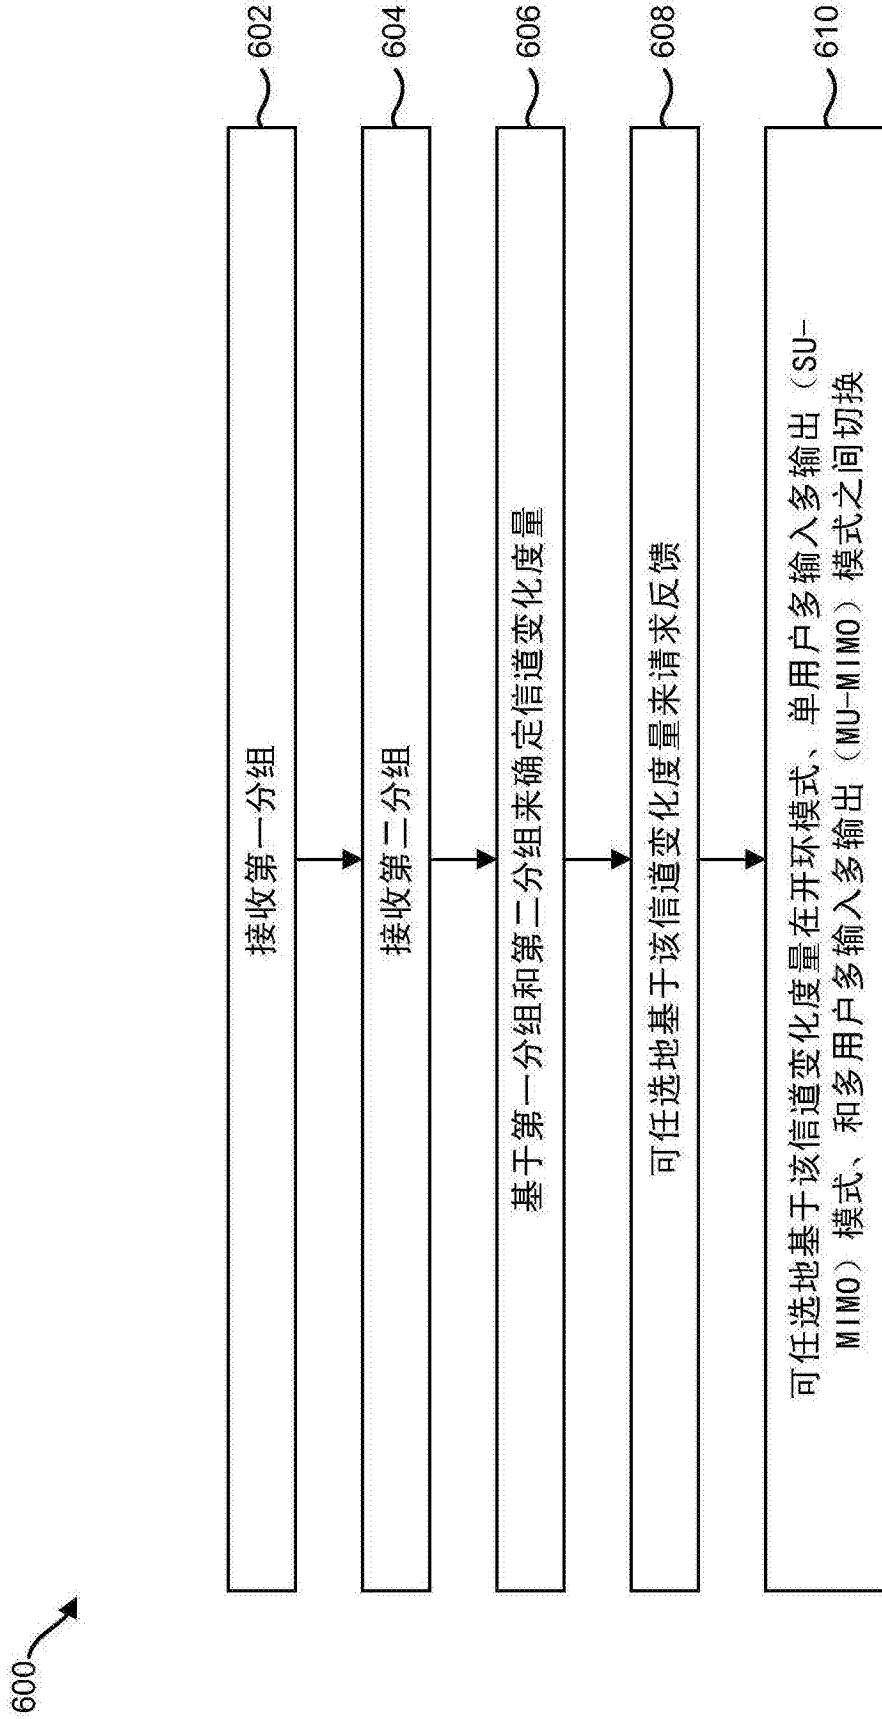 600
接收第一分组
602
接收第二分组
604
基于第一分组和第二分组来确定信道变化度量
606
可任选地基于该信道变化度量来请求反馈
608
可任选地基于该信道变化度量在开环模式、单用户多输入多输出（SU-
MIMO）模式、和多用户多输入多输出（MU-MIMO）模式之间切换
610